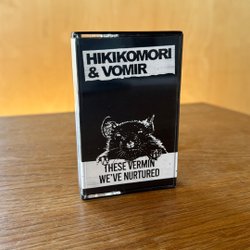 HIKIKOMORI
& VOMIR
THESE VERMIN
WE'VE NURTURED